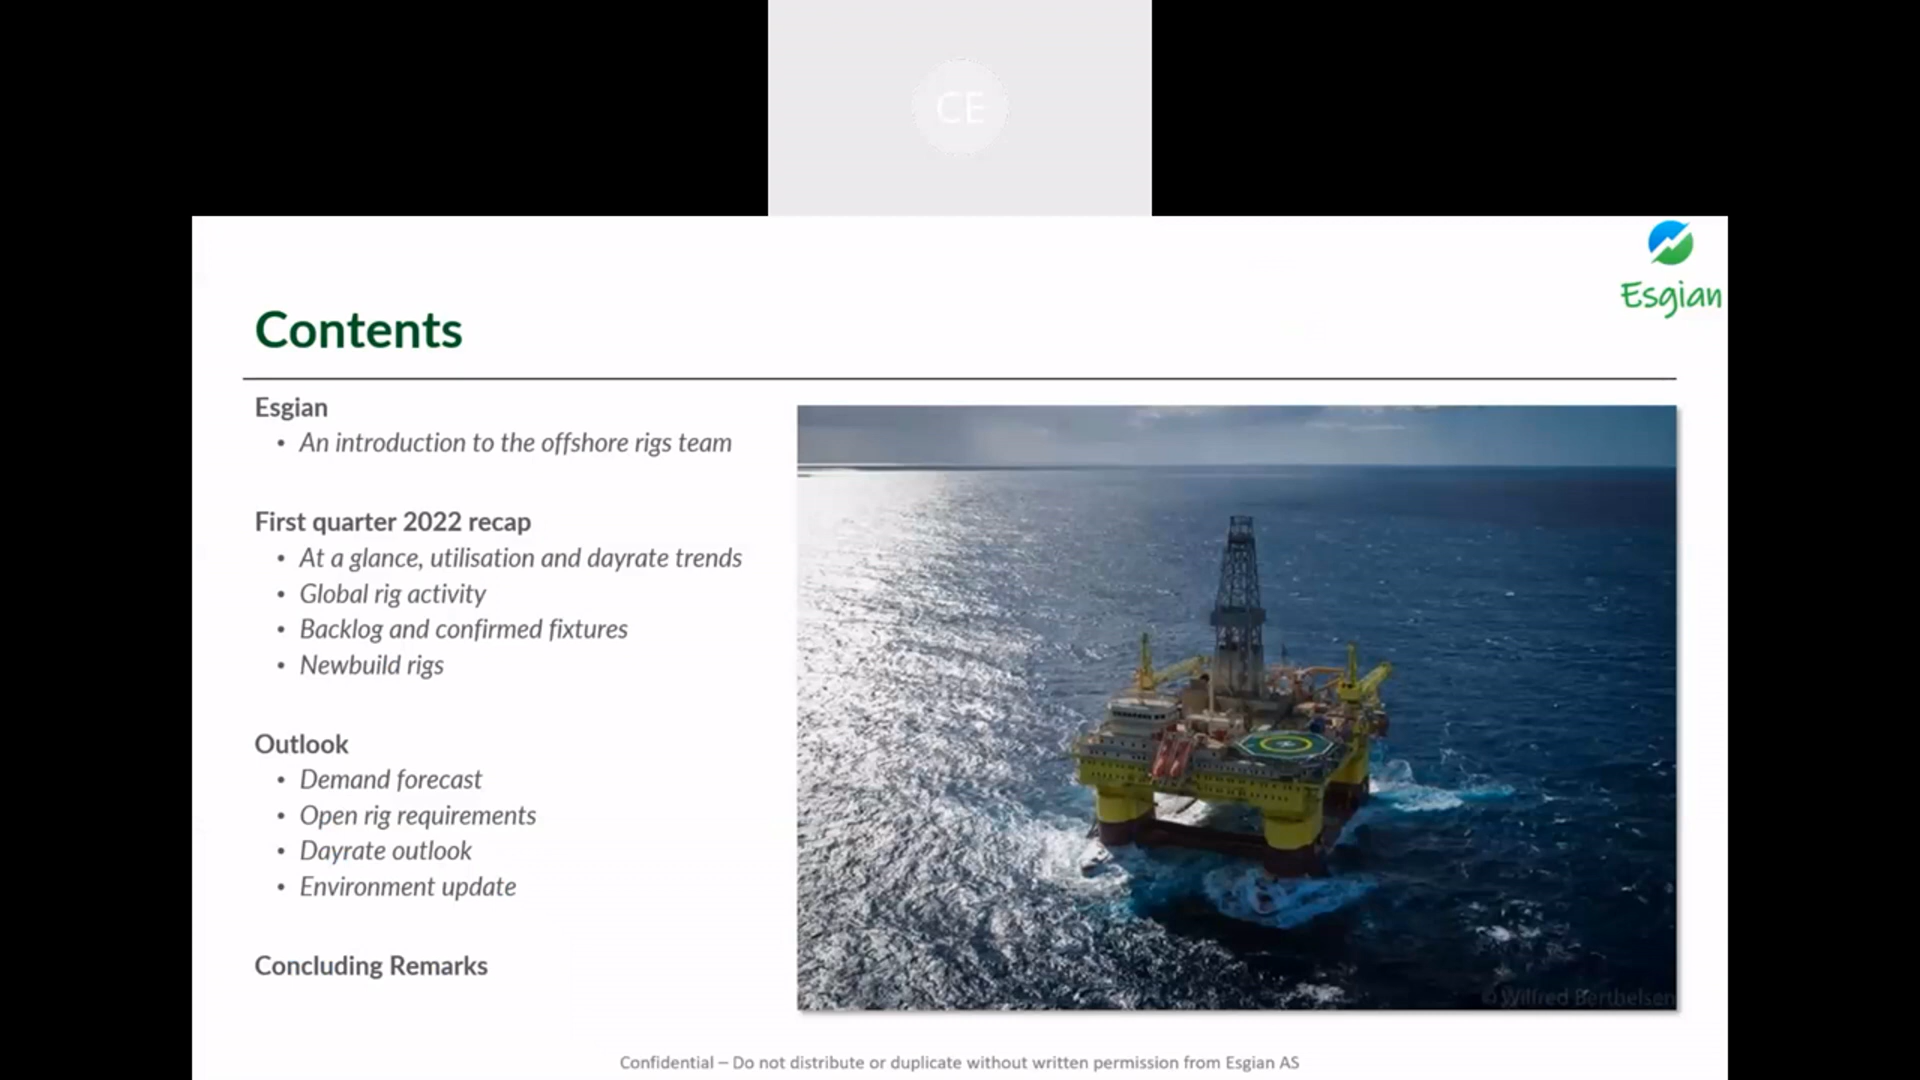 CE
Esgian
Contents
Esgian
• An introduction to the offshore rigs team
First quarter 2022 recap
• At a glance, utilisation and dayrate trends
• Global rig activity
• Backlog and confirmed fixtures
• Newbuild rigs
Outlook
• Demand forecast
• Open rig requirements
• Dayrate outlook
• Environment update
Concluding Remarks
© Wilfred Berthelsen
Confidential – Do not distribute or duplicate without written permission from Esgian AS